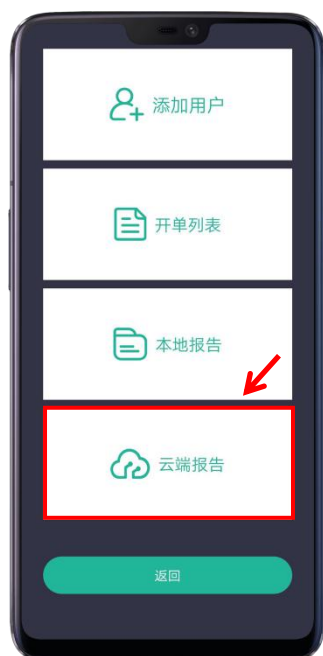 添加用户
开单列表
本地报告
云端报告
返回